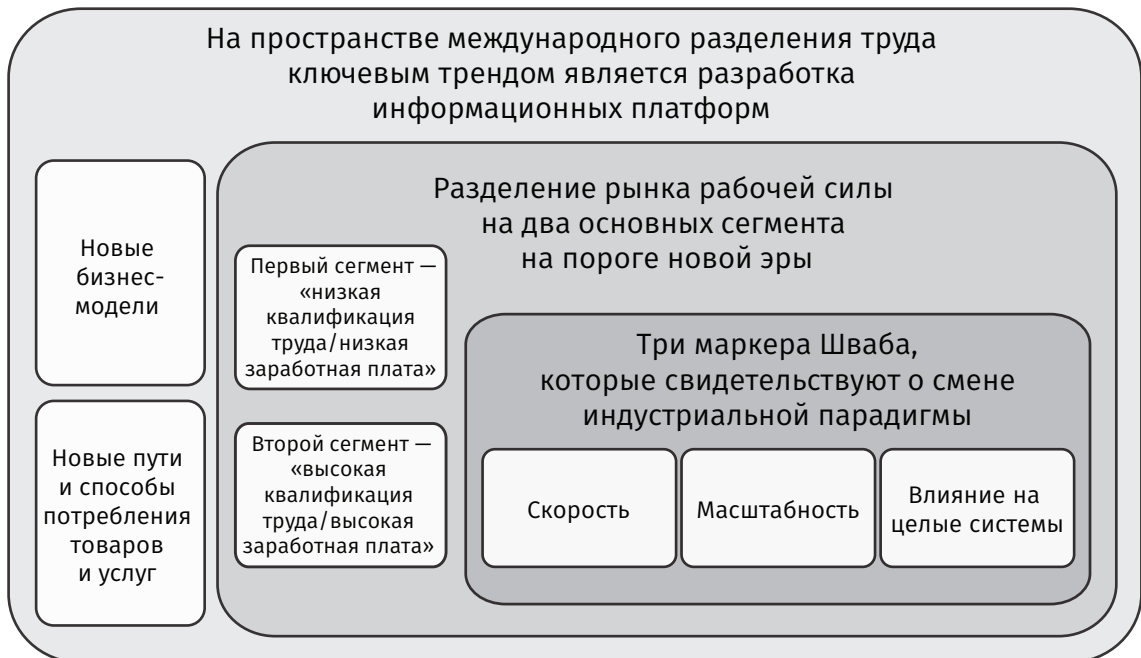 На пространстве международного разделения труда
ключевым трендом является разработка
информационных платформ
Новые
бизнес-
модели
Новые пути
и способы
потребления
товаров
и услуг
Разделение рынка рабочей силы
на два основных сегмента
на пороге новой эры
Первый сегмент —
«низкая
квалификация
труда/низкая
заработная плата»
Второй сегмент —
«высокая
квалификация
труда/высокая
заработная плата»
Три маркера Шваба,
которые свидетельствуют о смене
индустриальной парадигмы
Скорость
Масштабность
Влияние на
целые системы